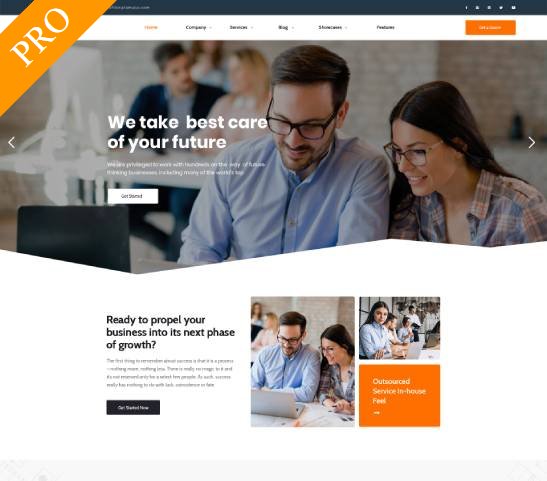 PRO
Home
Company
Services
Blog
Showcases
Features
Get a Quote
We take best care
of your future
We are privileged to work with hundreds on the way of future-
thinking businesses, including many of the world's top
Get Started
Ready to propel your
business into its next phase
of growth?
The first thing to remember about success is that it is a process
—nothing more, nothing less. There is really no magic to it and
it's not reserved only for a select few people. As such, success
really has nothing to do with luck, coincidence or fate.
Get Started Now
Outsourced
Service In-house
Feel